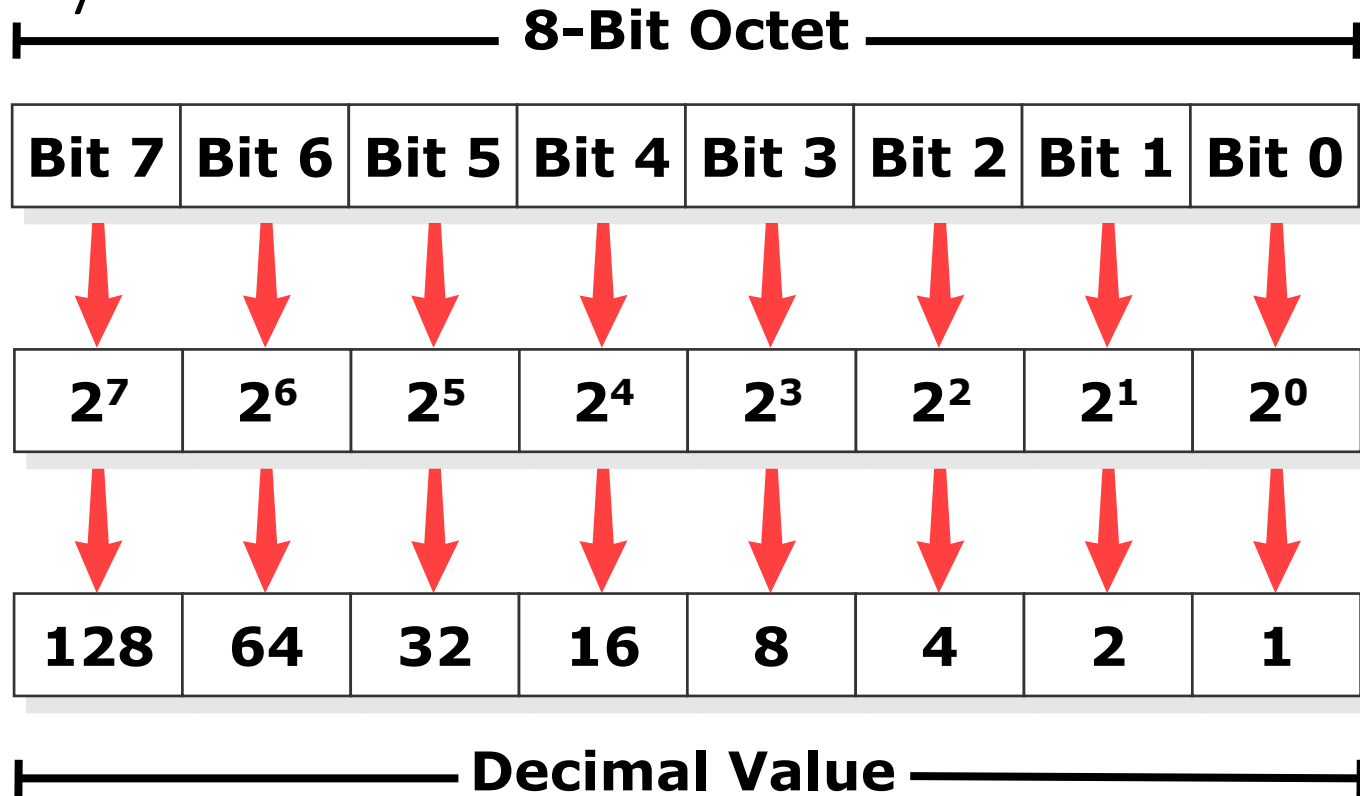 8-Bit Octet
Bit 7 Bit 6 Bit 5 Bit 4 Bit 3 Bit 2 Bit 1 Bit 0
2⁷ 2⁶ 2⁵ 2⁴ 2³ 2² 2¹ 2⁰
128 64 32 16 8 4 2 1
Decimal Value